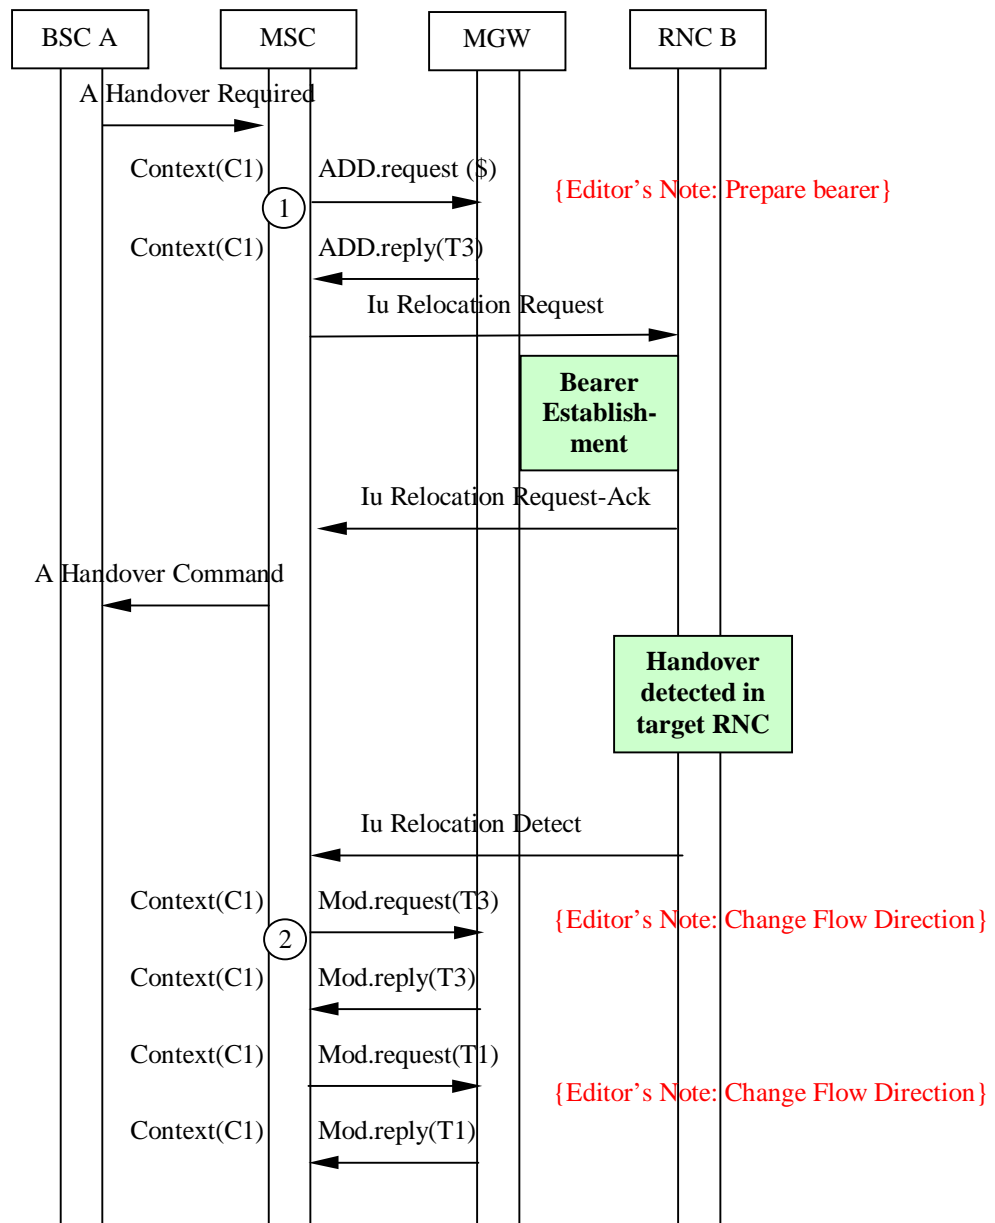 BSC A
MSC
MGW
RNC B
A Handover Required
Context(C1)
ADD.request ($)
{Editor’s Note: Prepare bearer}
1
Context(C1)
ADD.reply(T3)
Iu Relocation Request
Bearer
Establish-
ment
Iu Relocation Request-Ack
A Handover Command
Handover
detected in
target RNC
Iu Relocation Detect
Context(C1)
Mod.request(T3)
{Editor’s Note: Change Flow Direction}
2
Context(C1)
Mod.reply(T3)
Context(C1)
Mod.request(T1)
{Editor’s Note: Change Flow Direction}
Context(C1)
Mod.reply(T1)